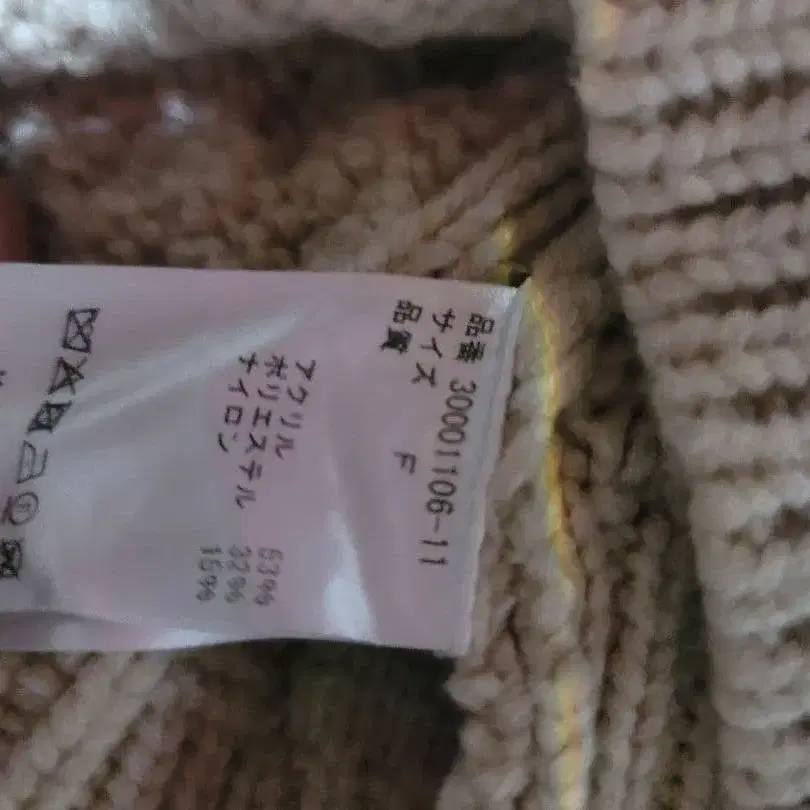 品番 30001106-11
サイズ F
品質
アクリル 53%
ポリエステル 32%
ナイロン 15%